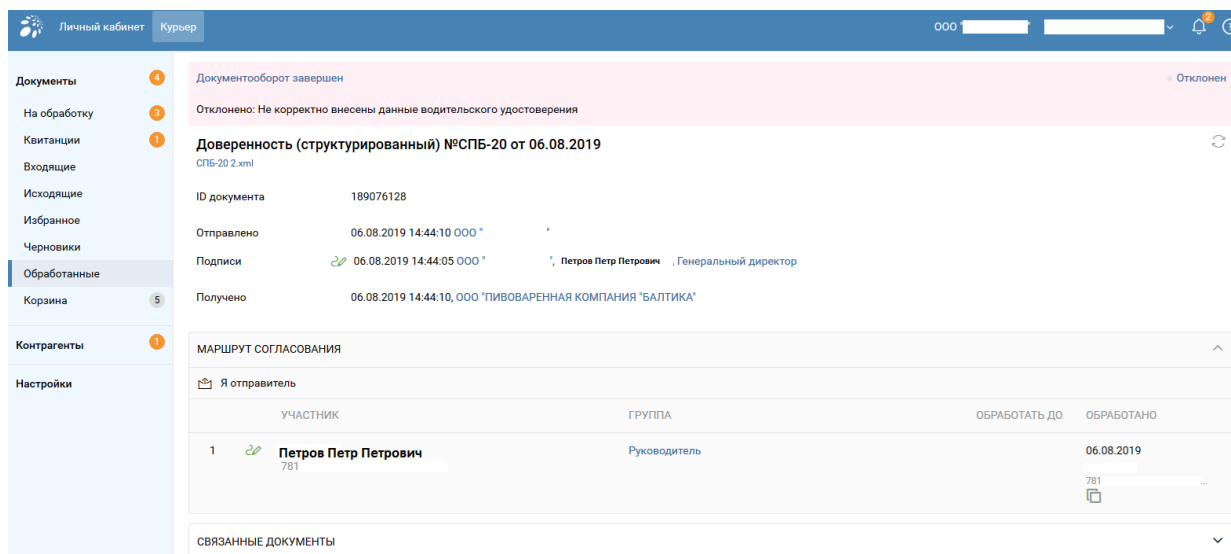 Личный кабинет Курьер ООО " " 2
Документы 4
На обработку 3
Квитанции 1
Входящие
Исходящие
Избранное
Черновики
Обработанные
Корзина 5
Контрагенты 1
Настройки
Документооборот завершен Отклонен
Отклонено: Не корректно внесены данные водительского удостоверения
Доверенность (структурированный) №СПБ-20 от 06.08.2019
СПБ-20 2.xml
ID документа 189076128
Отправлено 06.08.2019 14:44:10 ООО " "
Подписи 06.08.2019 14:44:05 ООО " ", Петров Петр Петрович , Генеральный директор
Получено 06.08.2019 14:44:10, ООО "ПИВОВАРЕННАЯ КОМПАНИЯ "БАЛТИКА"
МАРШРУТ СОГЛАСОВАНИЯ
Я отправитель
УЧАСТНИК ГРУППА ОБРАБОТАТЬ ДО ОБРАБОТАНО
1 Петров Петр Петрович Руководитель 06.08.2019
781 781 ...
СВЯЗАННЫЕ ДОКУМЕНТЫ